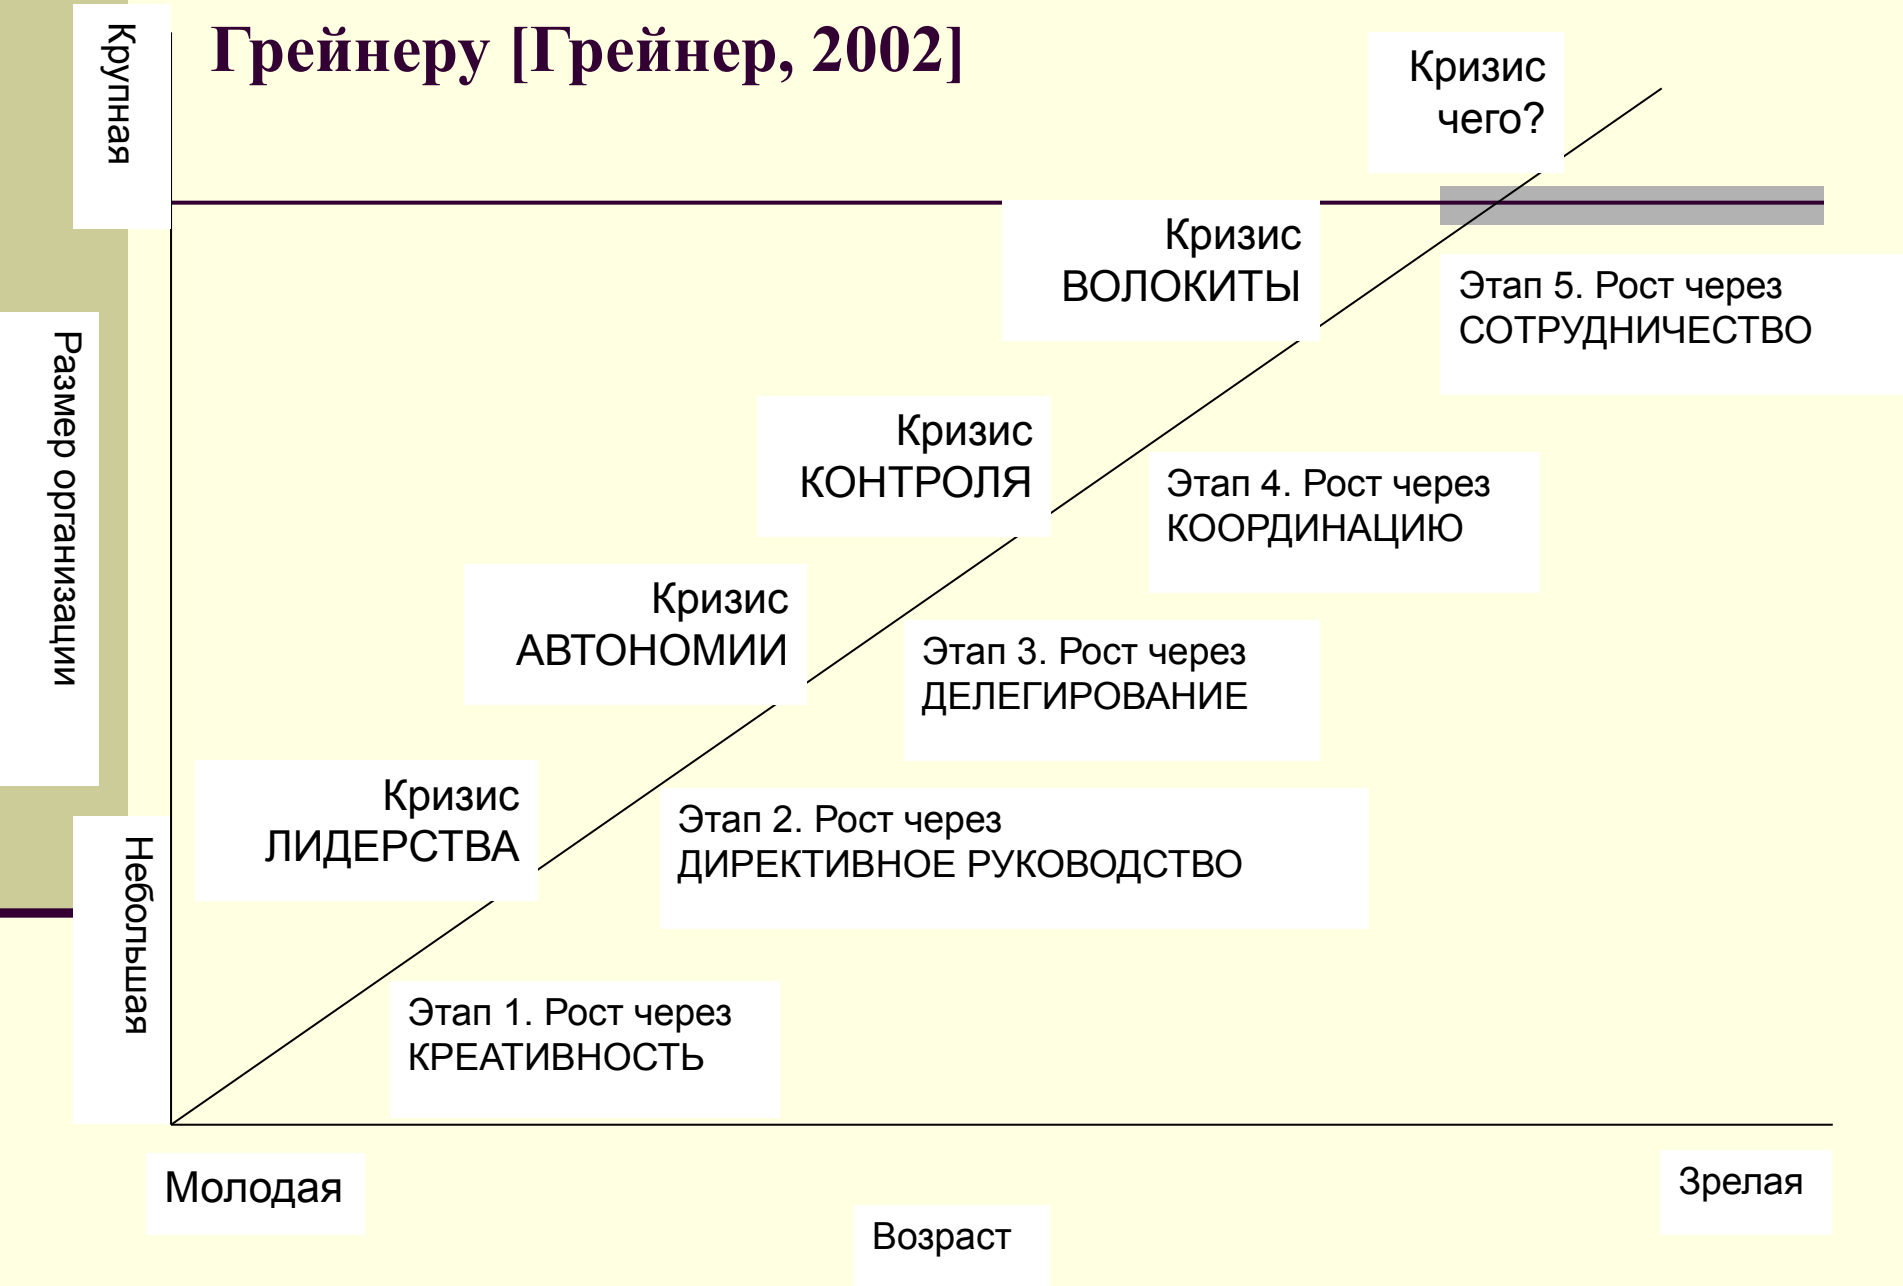 Грейнеру [Грейнер, 2002]
Крупная
Кризис
чего?
Кризис
ВОЛОКИТЫ
Этап 5. Рост через
СОТРУДНИЧЕСТВО
Размер организации
Кризис
КОНТРОЛЯ
Этап 4. Рост через
КООРДИНАЦИЮ
Кризис
АВТОНОМИИ
Этап 3. Рост через
ДЕЛЕГИРОВАНИЕ
Кризис
ЛИДЕРСТВА
Этап 2. Рост через
ДИРЕКТИВНОЕ РУКОВОДСТВО
Небольшая
Этап 1. Рост через
КРЕАТИВНОСТЬ
Молодая
Зрелая
Возраст